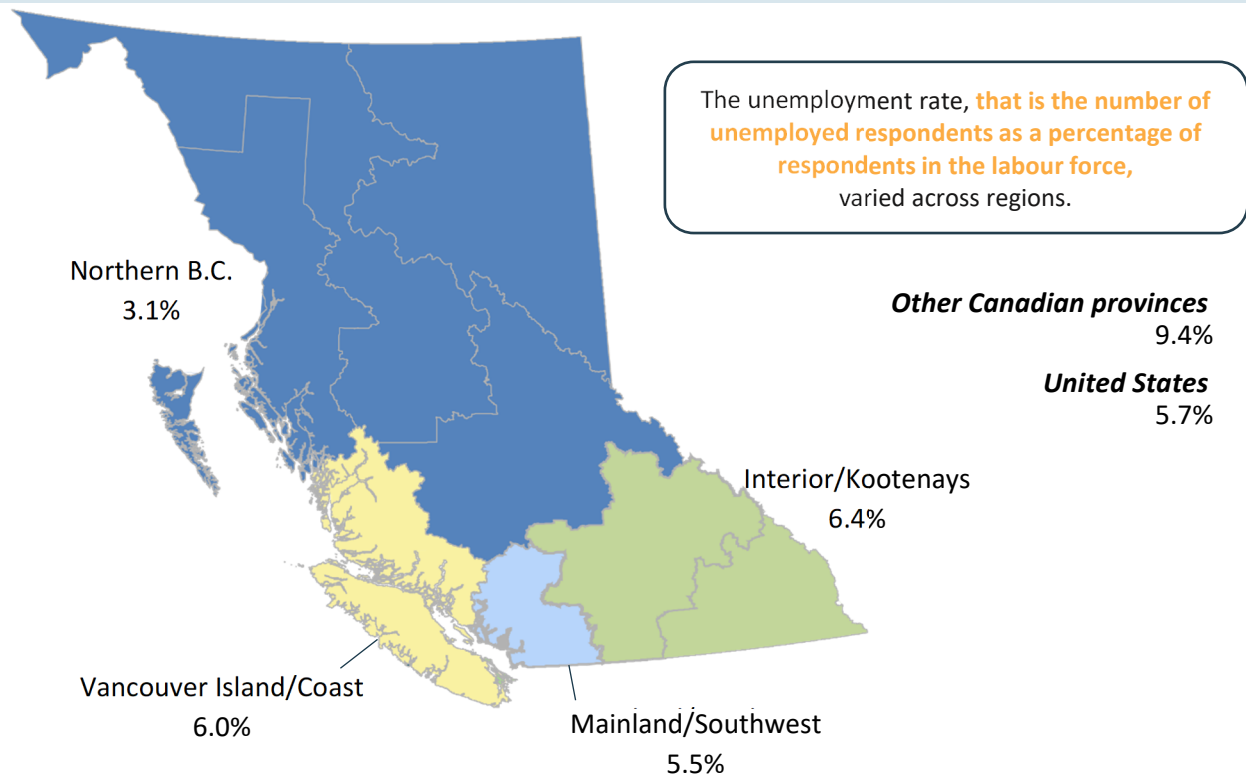 The unemployment rate, that is the number of
unemployed respondents as a percentage of
respondents in the labour force,
varied across regions.
Northern B.C.
3.1%
Other Canadian provinces
9.4%
United States
5.7%
Interior/Kootenays
6.4%
Vancouver Island/Coast
6.0%
Mainland/Southwest
5.5%